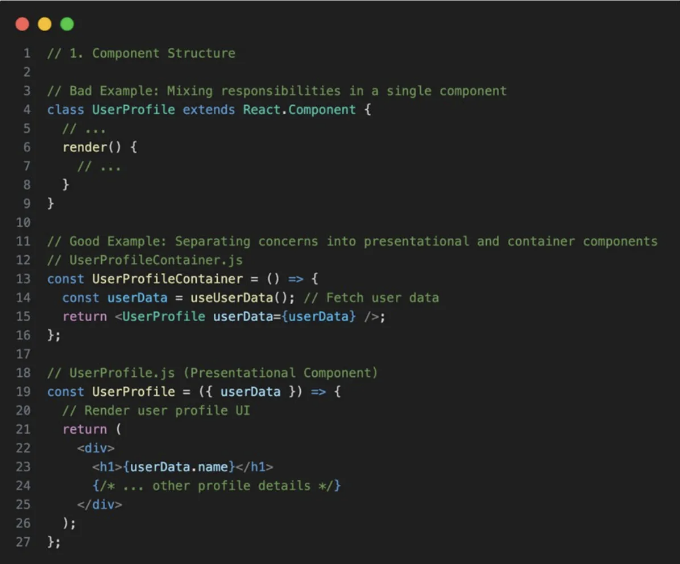 1 // 1. Component Structure
2
3 // Bad Example: Mixing responsibilities in a single component
4 class UserProfile extends React.Component {
5   // ...
6   render() {
7     // ...
8   }
9 }
10
11 // Good Example: Separating concerns into presentational and container components
12 // UserProfileContainer.js
13 const UserProfileContainer = () => {
14   const userData = useUserData(); // Fetch user data
15   return <UserProfile userData={userData} />;
16 };
17
18 // UserProfile.js (Presentational Component)
19 const UserProfile = ({ userData }) => {
20   // Render user profile UI
21   return (
22     <div>
23       <h1>{userData.name}</h1>
24       {/* ... other profile details */}
25     </div>
26   );
27 };